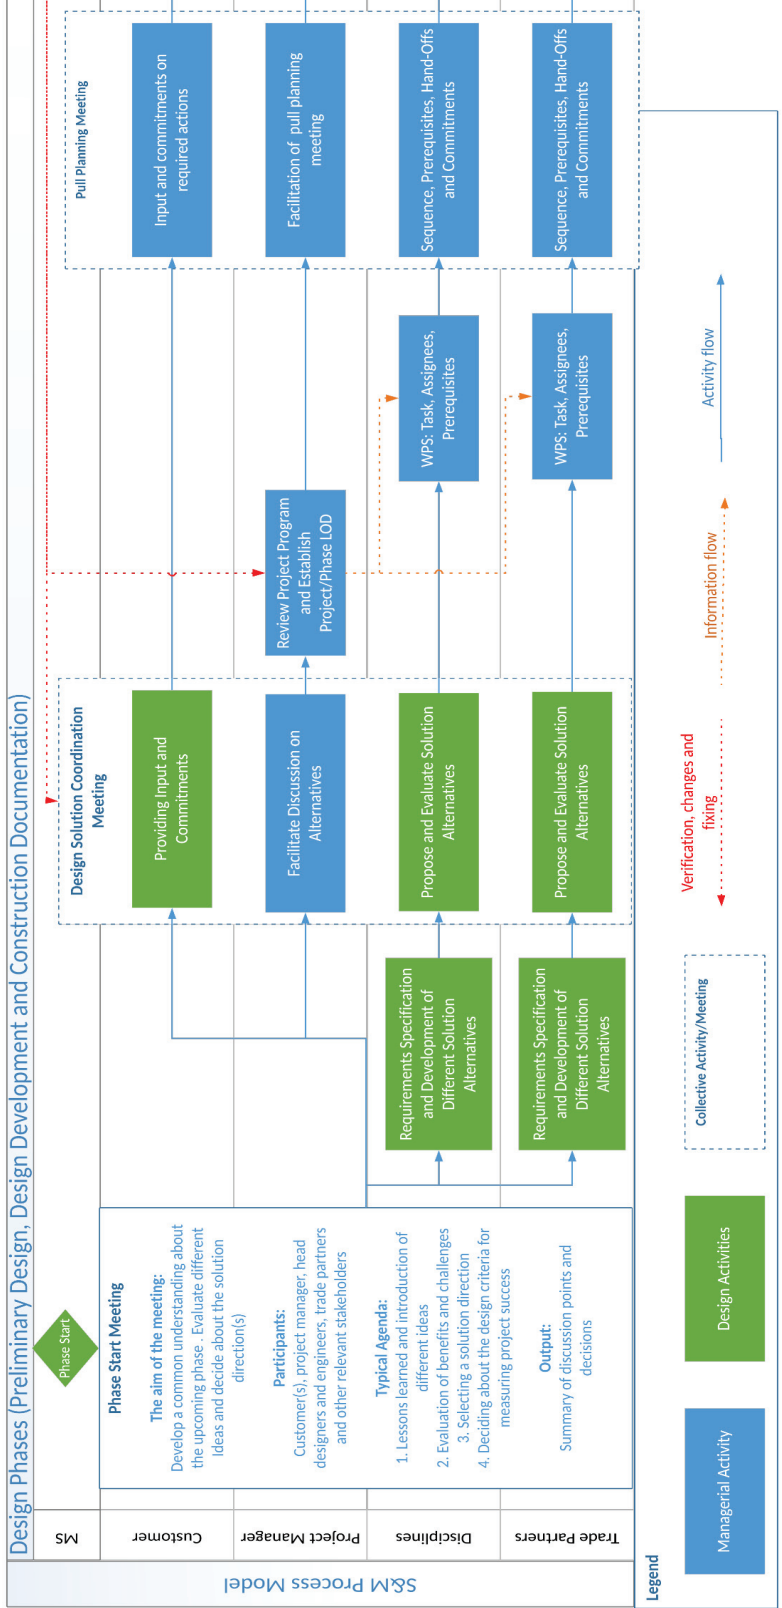 Design Phases (Preliminary Design, Design Development and Construction Documentation)
S&M Process Model
MS
Customer
Project Manager
Disciplines
Trade Partners
Phase Start
Phase Start Meeting
The aim of the meeting:
Develop a common understanding about
the upcoming phase . Evaluate different
Ideas and decide about the solution
direction(s)
Participants:
Customer(s), project manager, head
designers and engineers, trade partners
and other relevant stakeholders
Typical Agenda:
1. Lessons learned and introduction of
different ideas
2. Evaluation of benefits and challenges
3. Selecting a solution direction
4. Deciding about the design criteria for
measuring project success
Output:
Summary of discussion points and
decisions
Requirements Specification
and Development of
Different Solution
Alternatives
Requirements Specification
and Development of
Different Solution
Alternatives
Design Solution Coordination
Meeting
Providing Input and
Commitments
Facilitate Discussion on
Alternatives
Propose and Evaluate Solution
Alternatives
Propose and Evaluate Solution
Alternatives
Review Project Program
and Establish
Project/Phase LOD
WPS: Task, Assignees,
Prerequisites
WPS: Task, Assignees,
Prerequisites
Pull Planning Meeting
Input and commitments on
required actions
Facilitation of pull planning
meeting
Sequence, Prerequisites, Hand-Offs
and Commitments
Sequence, Prerequisites, Hand-Offs
and Commitments
Legend
Managerial Activity
Design Activities
Collective Activity/Meeting
Verification, changes and
fixing
Information flow
Activity flow